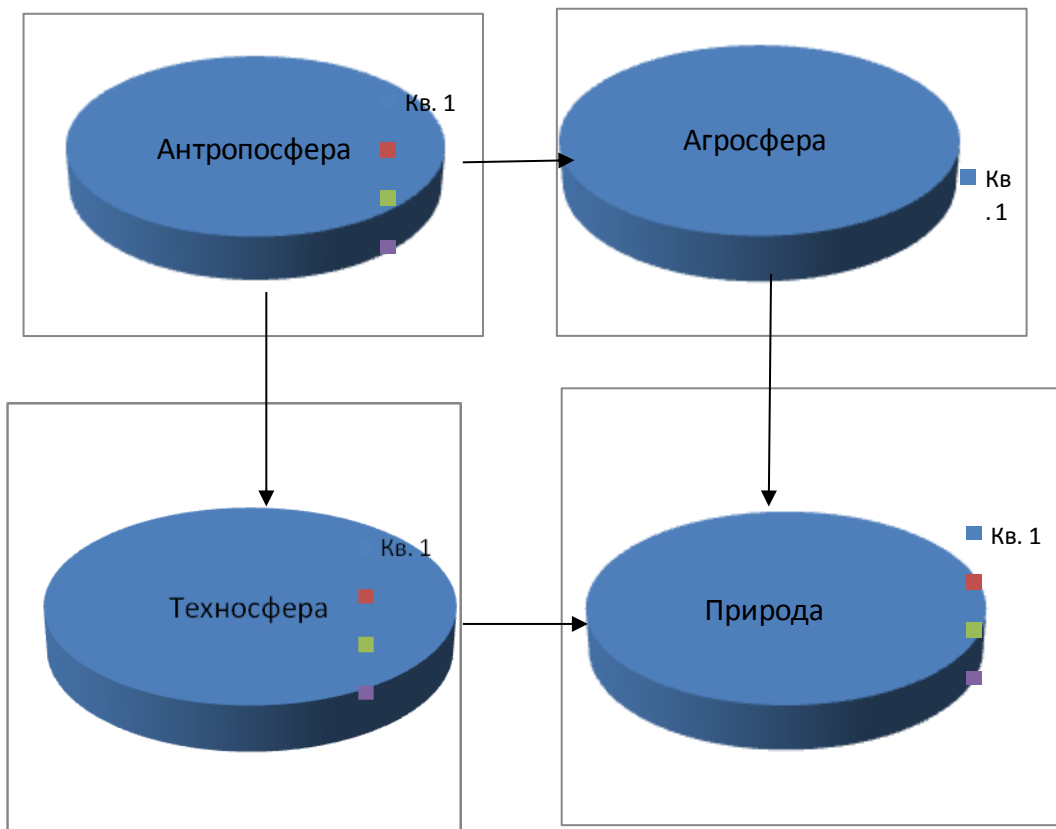 Антропосфера
Кв. 1
Агросфера
Кв
. 1
Техносфера
Кв. 1
Природа
Кв. 1